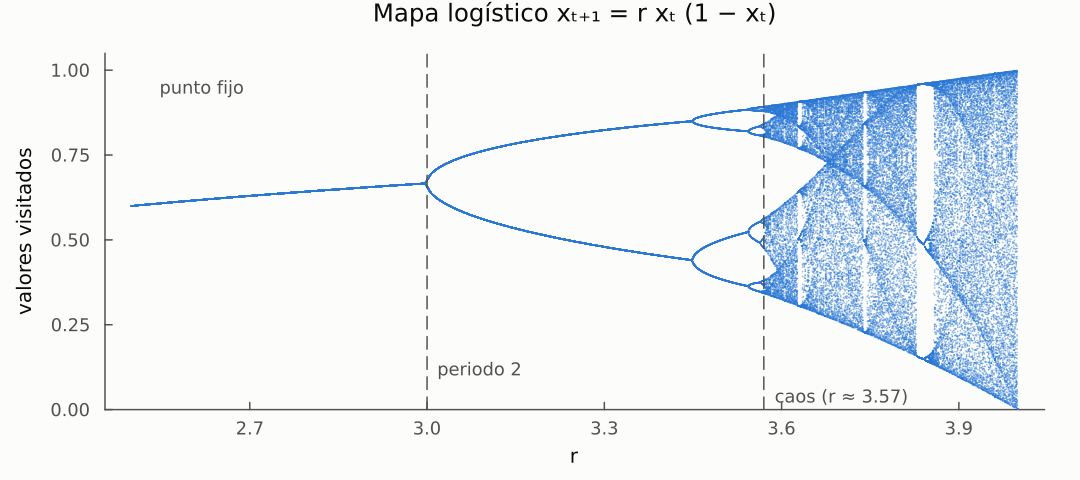 Mapa logístico xₜ₊₁ = r xₜ (1 − xₜ)
valores visitados
1.00
0.75
0.50
0.25
0.00
punto fijo
periodo 2
caos (r ≈ 3.57)
2.7 3.0 3.3 3.6 3.9
r